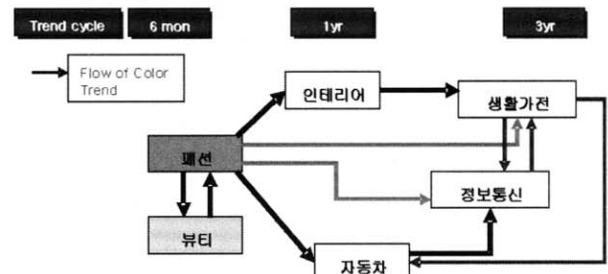 Trend cycle
6 mon
1yr
3yr
Flow of Color
Trend
인테리어
생활가전
패션
정보통신
뷰티
자동차